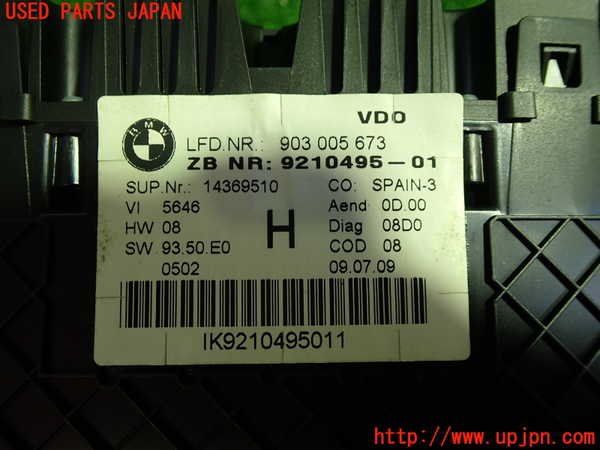 USED PARTS JAPAN
VDO
BMW
LFD.NR.: 903 005 673
ZB NR: 9210495-01
SUP.Nr.: 14369510 CO: SPAIN-3
VI 5646 Aend 0D.00
HW 08 H Diag 08D0
SW. 93.50.E0 COD 08
0502 09.07.09
IK9210495011
http://www.upjpn.com/